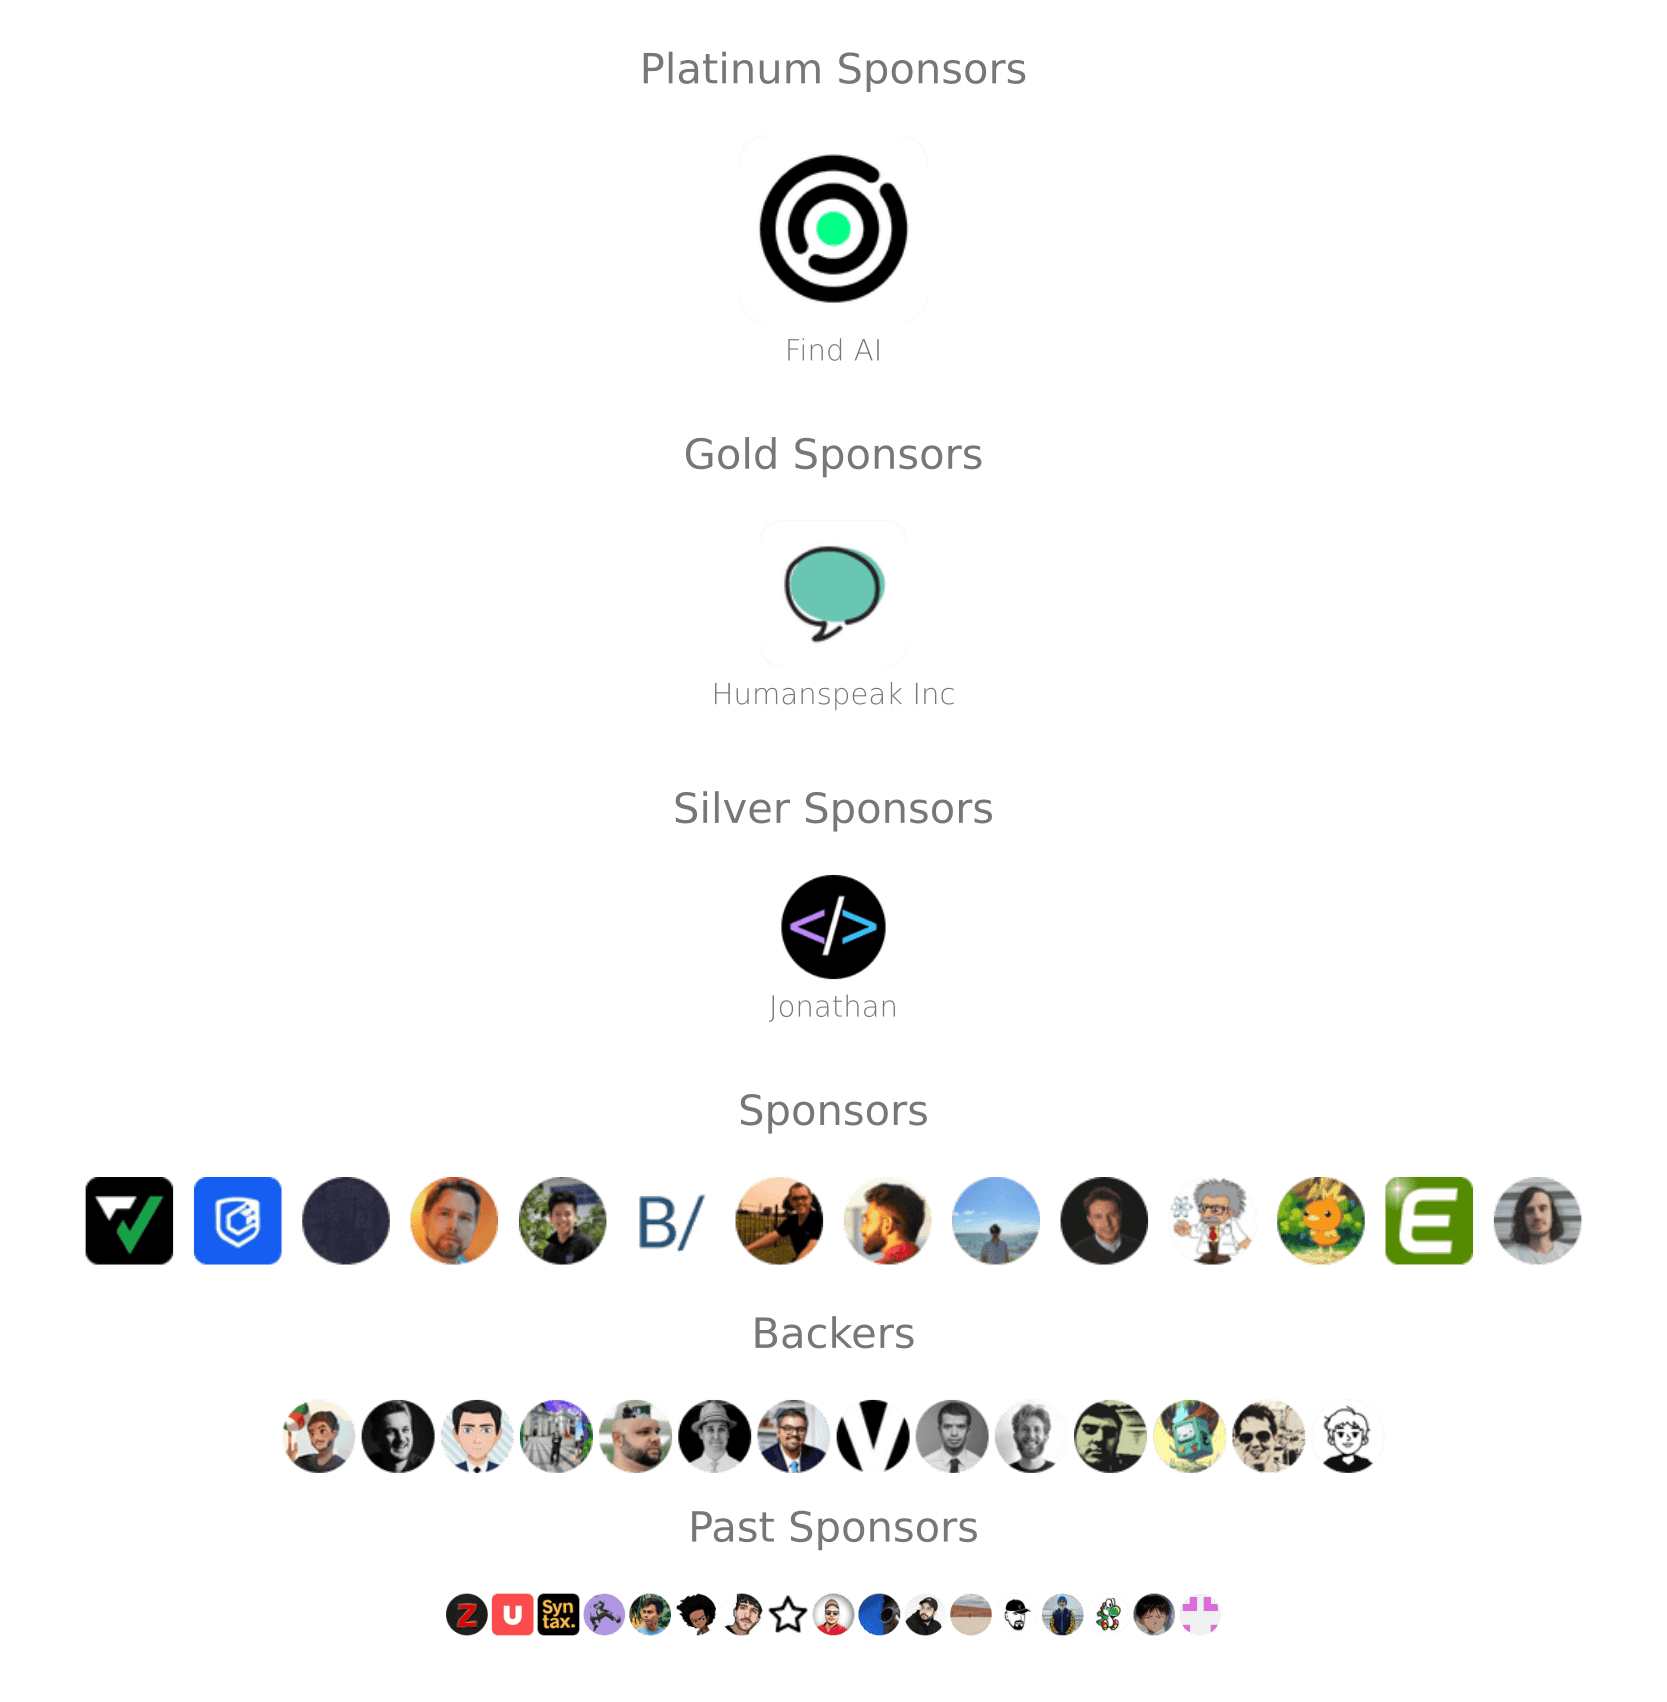 Platinum Sponsors
Find AI
Gold Sponsors
Humanspeak Inc
Silver Sponsors
</>
Jonathan
Sponsors
B/
E
Backers
V
Past Sponsors
Z U Syn
tax.